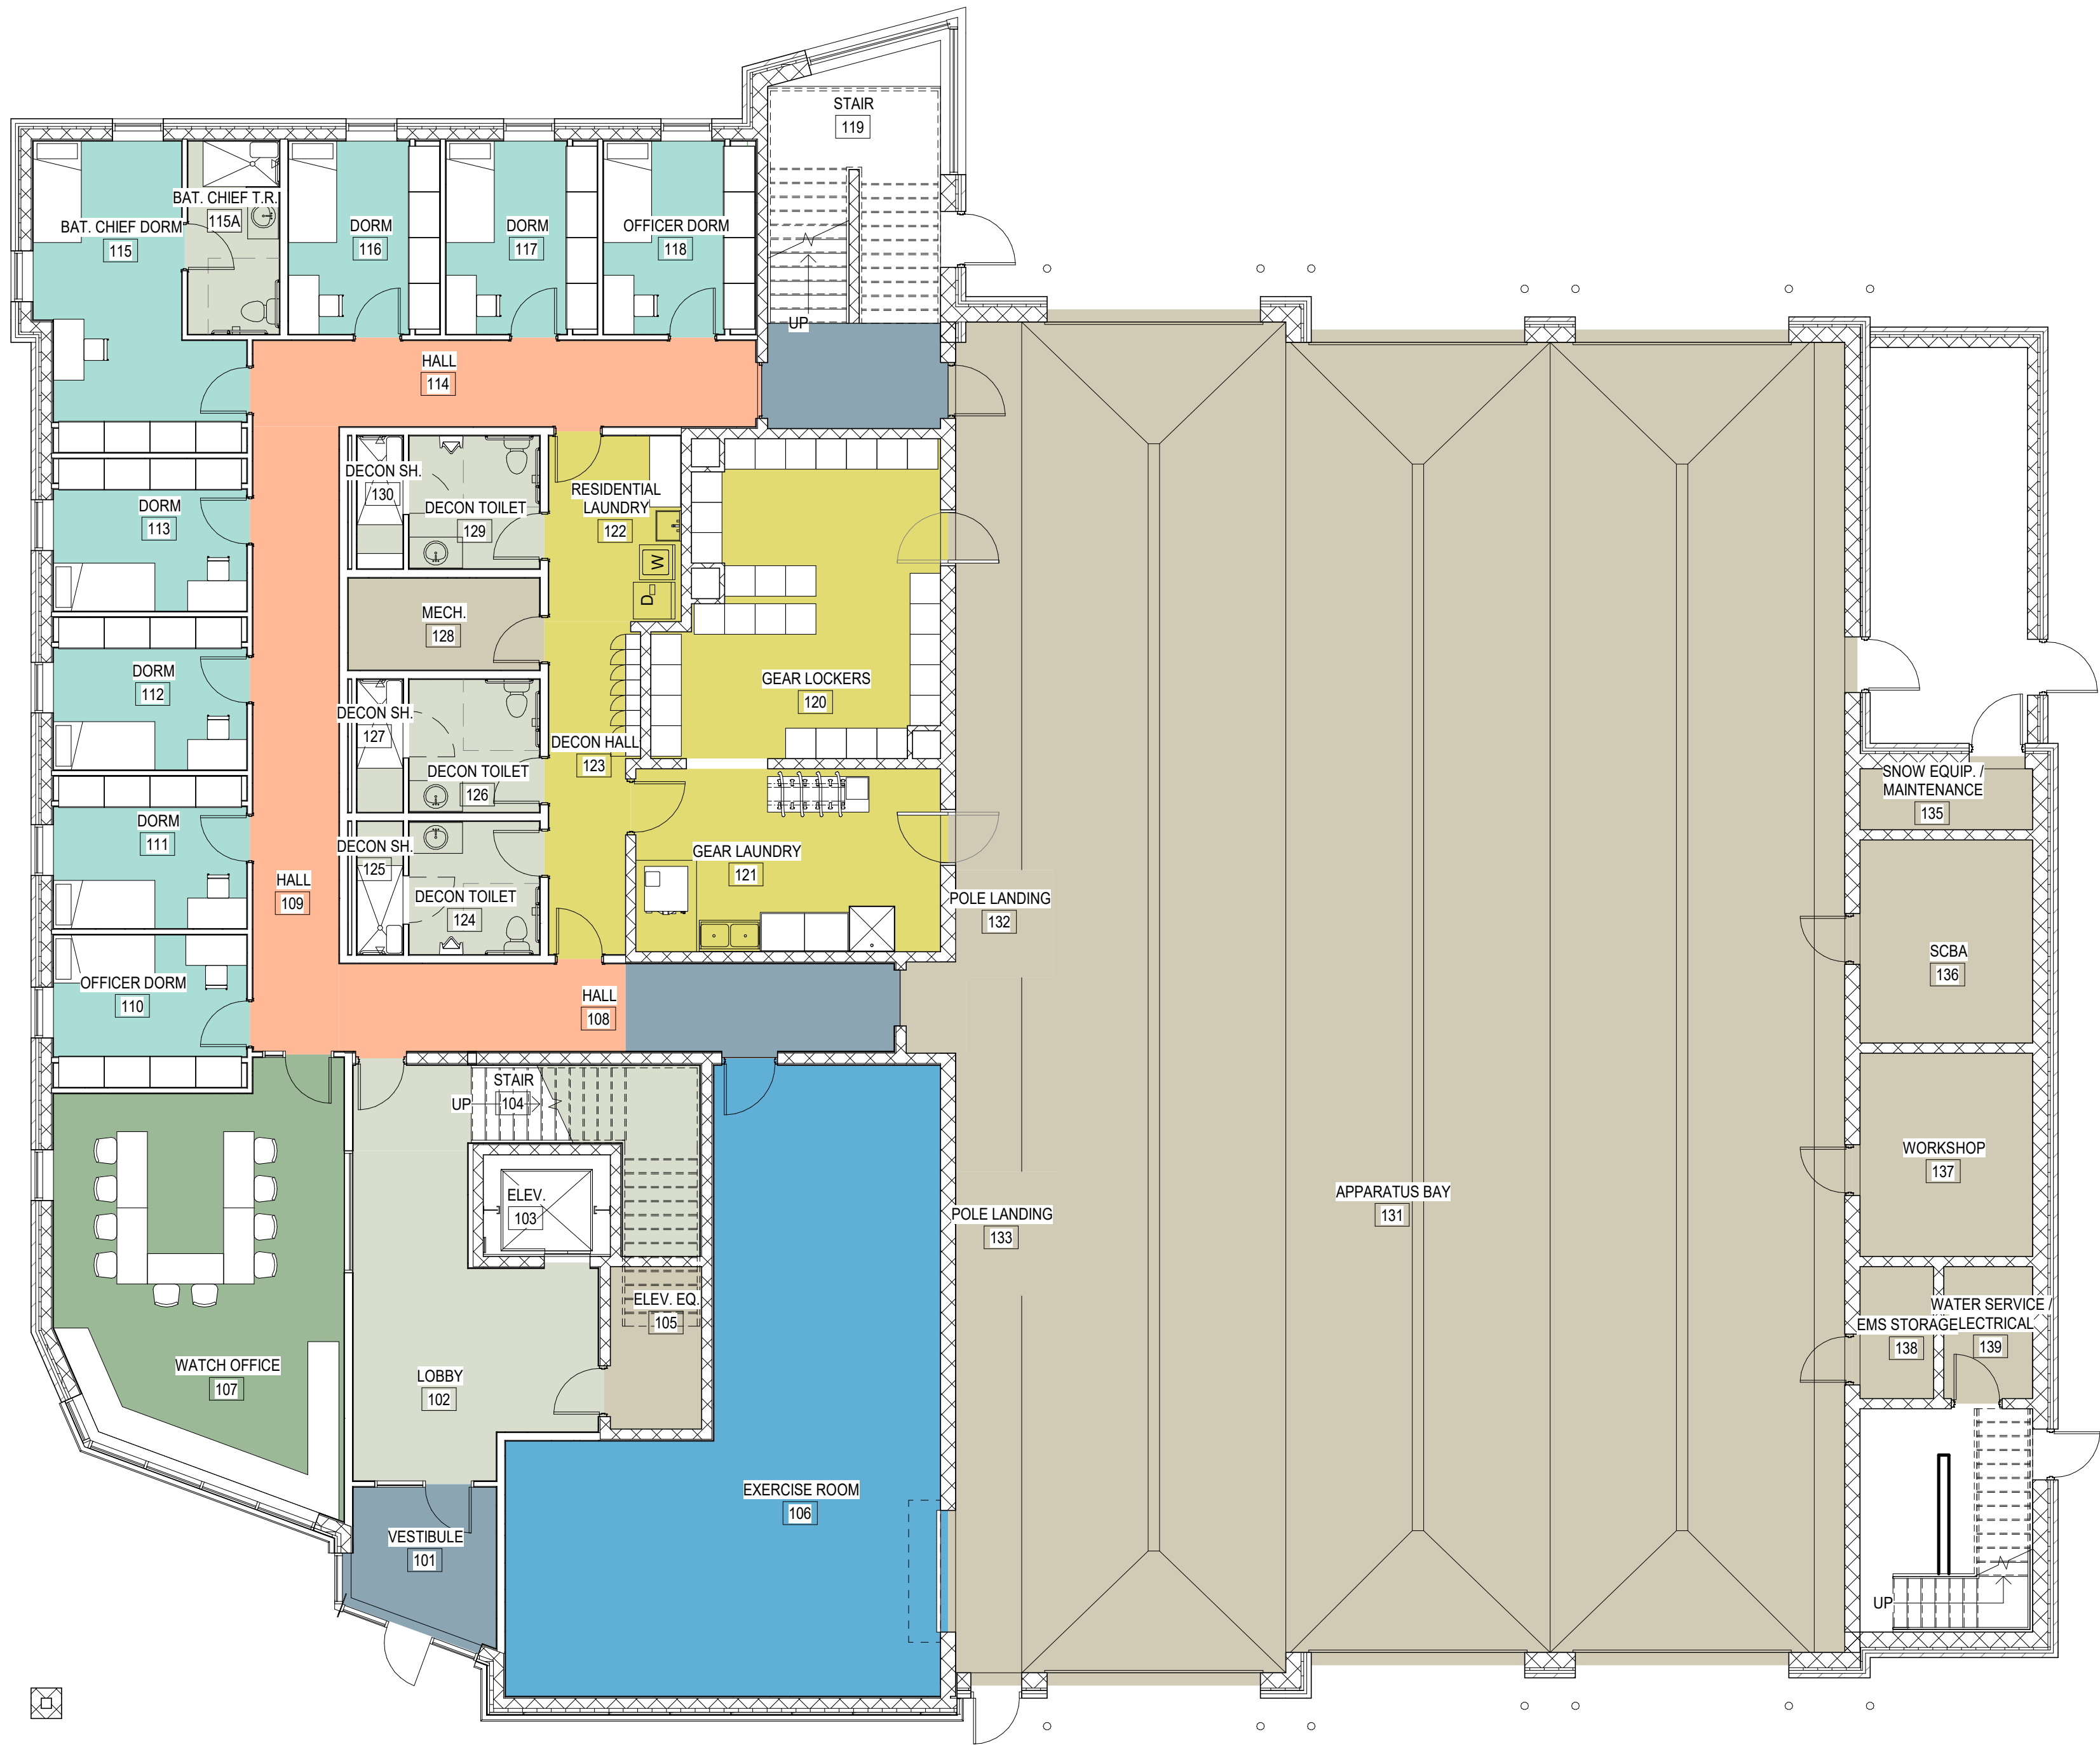 STAIR
119
BAT. CHIEF T.R.
115A
BAT. CHIEF DORM
115
DORM
116
DORM
117
OFFICER DORM
118
UP
HALL
114
DECON SH.
130
DECON TOILET
129
RESIDENTIAL
LAUNDRY
122
W
D
DORM
113
MECH.
128
DORM
112
GEAR LOCKERS
120
DECON SH.
127
DECON TOILET
126
DECON HALL
123
SNOW EQUIP. /
MAINTENANCE
135
DORM
111
DECON SH.
125
GEAR LAUNDRY
121
HALL
109
DECON TOILET
124
POLE LANDING
132
SCBA
136
OFFICER DORM
110
HALL
108
STAIR
104
UP
WORKSHOP
137
ELEV.
103
APPARATUS BAY
131
POLE LANDING
133
ELEV. EQ.
105
WATER SERVICE /
LECTRICAL
139
EMS STORAGE
138
WATCH OFFICE
107
LOBBY
102
EXERCISE ROOM
106
VESTIBULE
101
UP